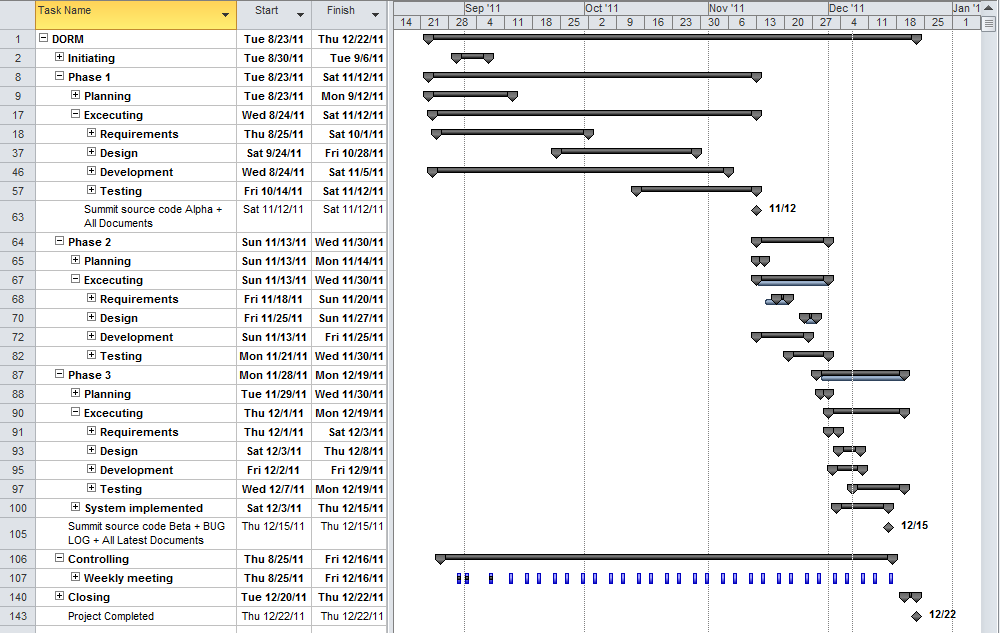 Task Name Start Finish Sep '11 Oct '11 Nov '11 Dec '11 Jan '1
14 21 28 4 11 18 25 2 9 16 23 30 6 13 20 27 4 11 18 25 1
1 DORM Tue 8/23/11 Thu 12/22/11
2 Initiating Tue 8/30/11 Tue 9/6/11
8 Phase 1 Tue 8/23/11 Sat 11/12/11
9 Planning Tue 8/23/11 Mon 9/12/11
17 Excecuting Wed 8/24/11 Sat 11/12/11
18 Requirements Thu 8/25/11 Sat 10/1/11
37 Design Sat 9/24/11 Fri 10/28/11
46 Development Wed 8/24/11 Sat 11/5/11
57 Testing Fri 10/14/11 Sat 11/12/11
63 Summit source code Alpha + Sat 11/12/11 Sat 11/12/11 11/12
All Documents
64 Phase 2 Sun 11/13/11 Wed 11/30/11
65 Planning Sun 11/13/11 Mon 11/14/11
67 Excecuting Sun 11/13/11 Wed 11/30/11
68 Requirements Fri 11/18/11 Sun 11/20/11
70 Design Fri 11/25/11 Sun 11/27/11
72 Development Sun 11/13/11 Fri 11/25/11
82 Testing Mon 11/21/11 Wed 11/30/11
87 Phase 3 Mon 11/28/11 Mon 12/19/11
88 Planning Tue 11/29/11 Wed 11/30/11
90 Excecuting Thu 12/1/11 Mon 12/19/11
91 Requirements Thu 12/1/11 Sat 12/3/11
93 Design Sat 12/3/11 Thu 12/8/11
95 Development Fri 12/2/11 Fri 12/9/11
97 Testing Wed 12/7/11 Mon 12/19/11
100 System implemented Sat 12/3/11 Thu 12/15/11
105 Summit source code Beta + BUG Thu 12/15/11 Thu 12/15/11 12/15
LOG + All Latest Documents
106 Controlling Thu 8/25/11 Fri 12/16/11
107 Weekly meeting Thu 8/25/11 Fri 12/16/11
140 Closing Tue 12/20/11 Thu 12/22/11
143 Project Completed Thu 12/22/11 Thu 12/22/11 12/22